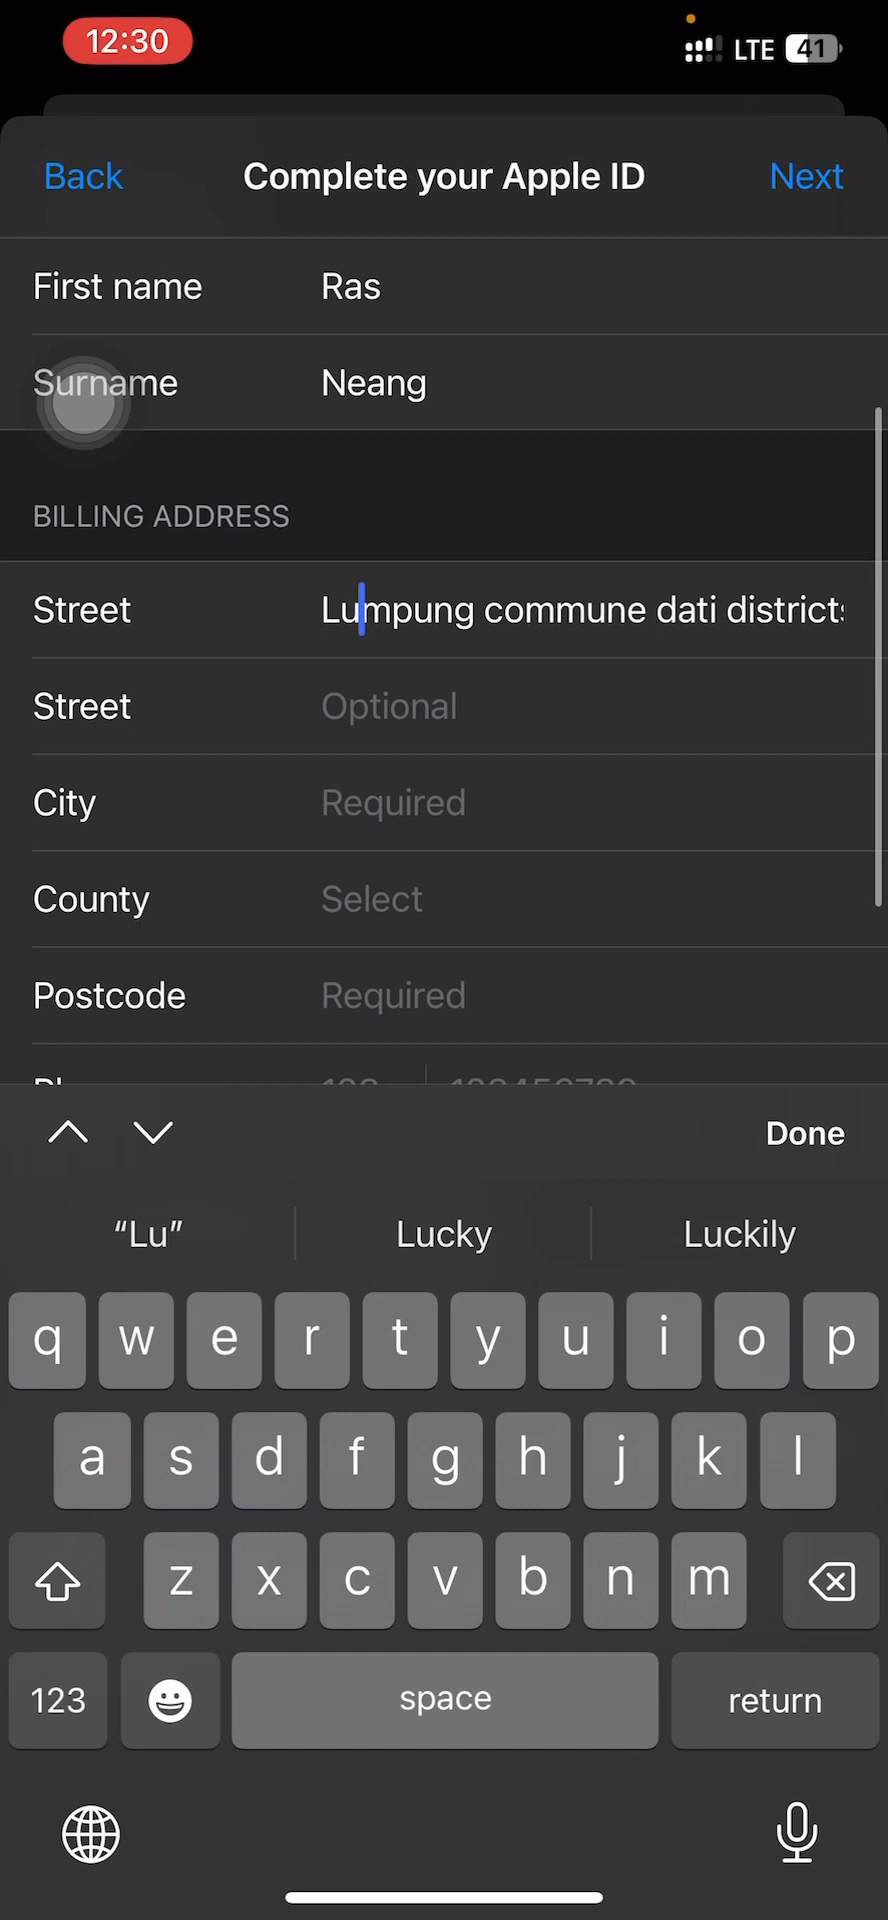 12:30
LTE 41
Back Complete your Apple ID Next
First name Ras
Surname Neang
BILLING ADDRESS
Street Lumpung commune dati districts
Street Optional
City Required
County Select
Postcode Required
Done
“Lu” Lucky Luckily
q w e r t y u i o p
a s d f g h j k l
z x c v b n m
123 space return